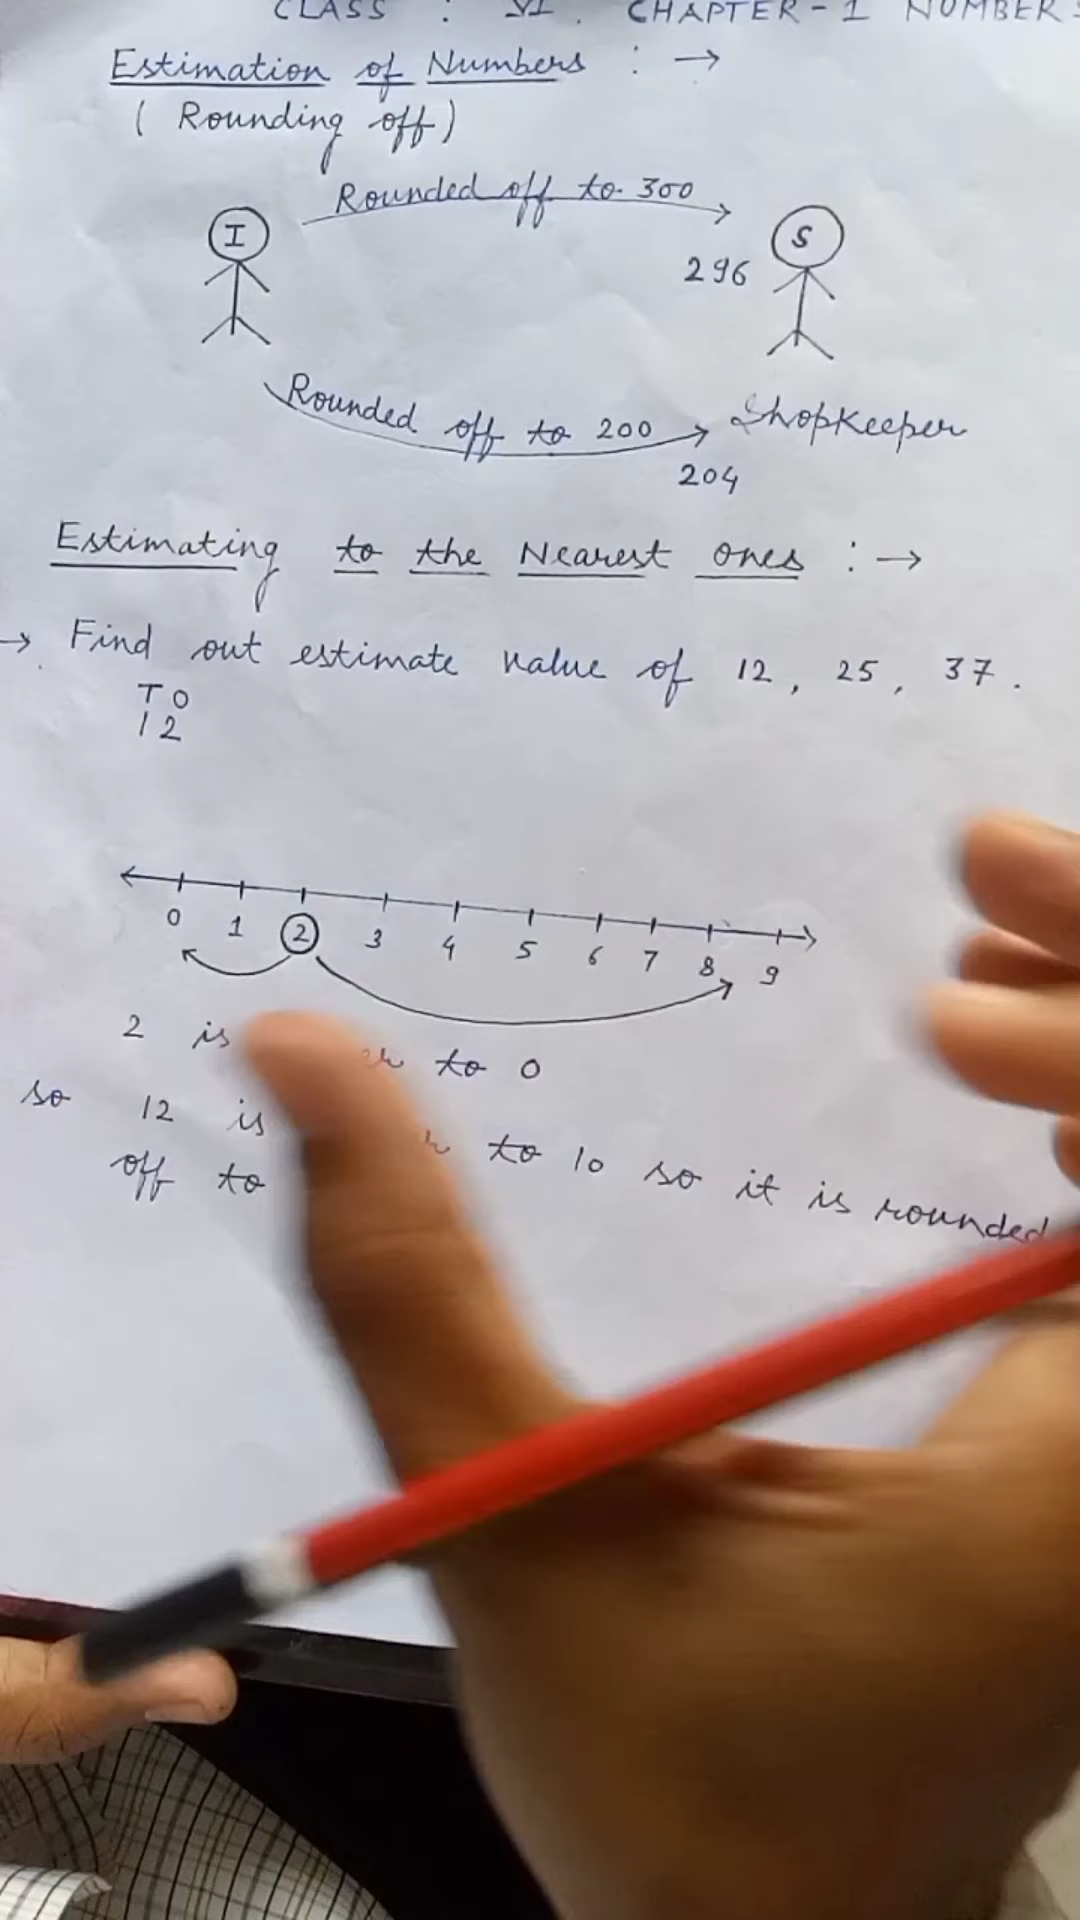 CLASS : VI. CHAPTER-1 NUMBER
Estimation of Numbers : →
( Rounding off )
Rounded off to 300
I
S
296
Rounded off to 200
Shopkeeper
204
Estimating to the Nearest ones : →
→ Find out estimate value of 12, 25, 37.
T O
12
0 1 2 3 4 5 6 7 8 9
2 is to 0
so 12 is to 10 so it is rounded
off to